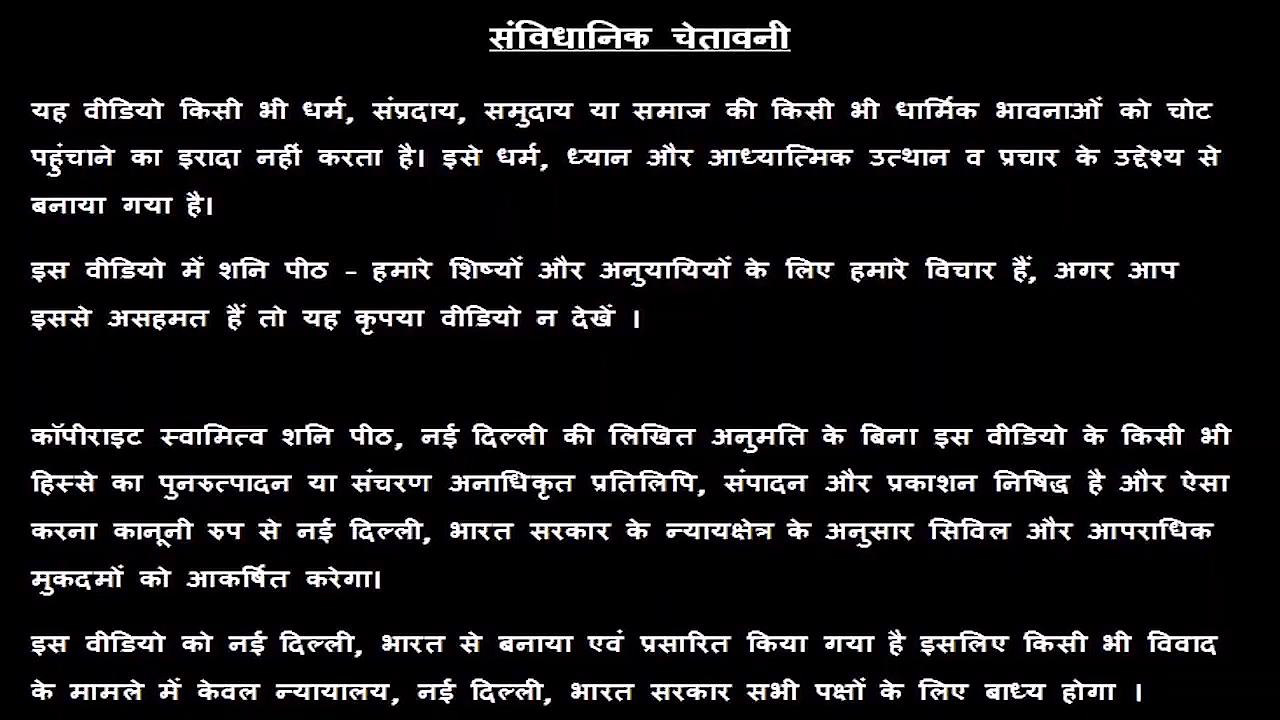 संविधानिक चेतावनी
यह वीडियो किसी भी धर्म, संप्रदाय, समुदाय या समाज की किसी भी धार्मिक भावनाओं को चोट
पहुंचाने का इरादा नहीं करता है। इसे धर्म, ध्यान और आध्यात्मिक उत्थान व प्रचार के उद्देश्य से
बनाया गया है।
इस वीडियो में शनि पीठ – हमारे शिष्यों और अनुयायियों के लिए हमारे विचार हैं, अगर आप
इससे असहमत हैं तो यह कृपया वीडियो न देखें ।
कॉपीराइट स्वामित्व शनि पीठ, नई दिल्ली की लिखित अनुमति के बिना इस वीडियो के किसी भी
हिस्से का पुनरुत्पादन या संचरण अनाधिकृत प्रतिलिपि, संपादन और प्रकाशन निषिद्ध है और ऐसा
करना कानूनी रुप से नई दिल्ली, भारत सरकार के न्यायक्षेत्र के अनुसार सिविल और आपराधिक
मुकदमों को आकर्षित करेगा।
इस वीडियो को नई दिल्ली, भारत से बनाया एवं प्रसारित किया गया है इसलिए किसी भी विवाद
के मामले में केवल न्यायालय, नई दिल्ली, भारत सरकार सभी पक्षों के लिए बाध्य होगा ।